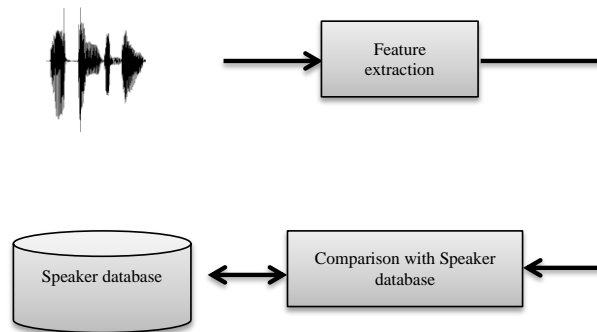 Feature
extraction
Speaker database
Comparison with Speaker
database